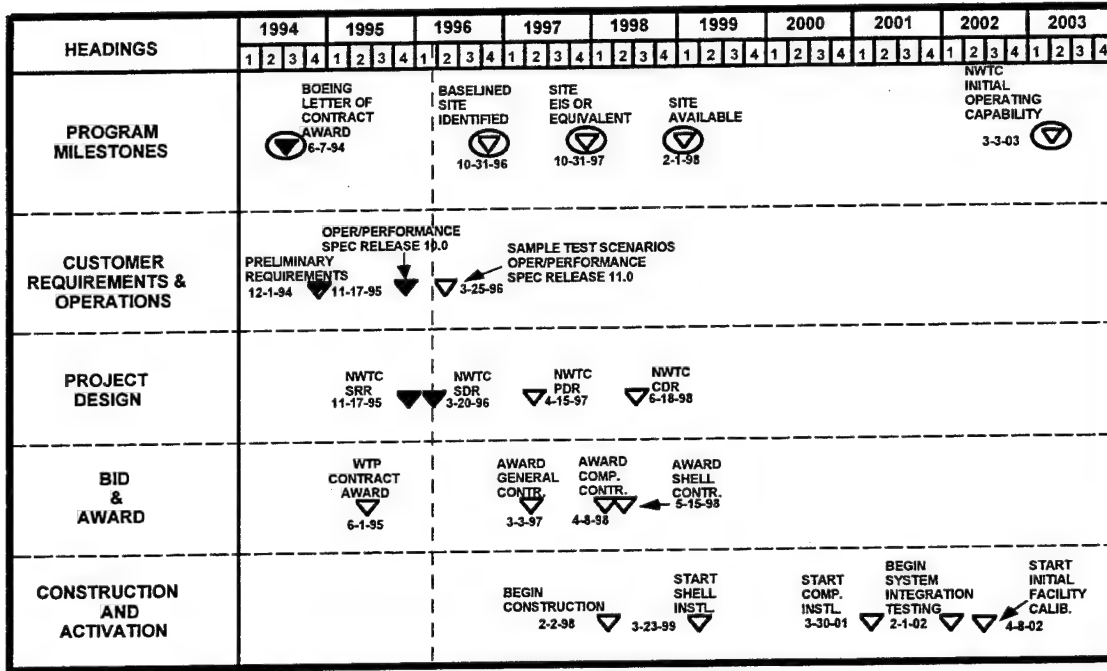 HEADINGS
1994 1995 1996 1997 1998 1999 2000 2001 2002 2003
1 2 3 4 1 2 3 4 1 2 3 4 1 2 3 4 1 2 3 4 1 2 3 4 1 2 3 4 1 2 3 4 1 2 3 4 1 2 3 4
PROGRAM
MILESTONES
BOEING
LETTER OF
CONTRACT
AWARD
6-7-94
BASELINED
SITE
IDENTIFIED
10-31-96
SITE
EIS OR
EQUIVALENT
10-31-97
SITE
AVAILABLE
2-1-98
NWTC
INITIAL
OPERATING
CAPABILITY
3-3-03
CUSTOMER
REQUIREMENTS &
OPERATIONS
PRELIMINARY
REQUIREMENTS
12-1-94
OPER/PERFORMANCE
SPEC RELEASE 10.0
11-17-95
SAMPLE TEST SCENARIOS
OPER/PERFORMANCE
SPEC RELEASE 11.0
3-25-96
PROJECT
DESIGN
NWTC
SRR
11-17-95
NWTC
SDR
3-20-96
NWTC
PDR
4-15-97
NWTC
CDR
6-18-98
BID
&
AWARD
WTP
CONTRACT
AWARD
6-1-95
AWARD
GENERAL
CONTR.
3-3-97
AWARD
COMP.
CONTR.
4-8-98
AWARD
SHELL
CONTR.
5-15-98
CONSTRUCTION
AND
ACTIVATION
BEGIN
CONSTRUCTION
2-2-98
START
SHELL
INSTL.
3-23-99
START
COMP.
INSTL.
3-30-01
BEGIN
SYSTEM
INTEGRATION
TESTING
2-1-02
START
INITIAL
FACILITY
CALIB.
4-8-02